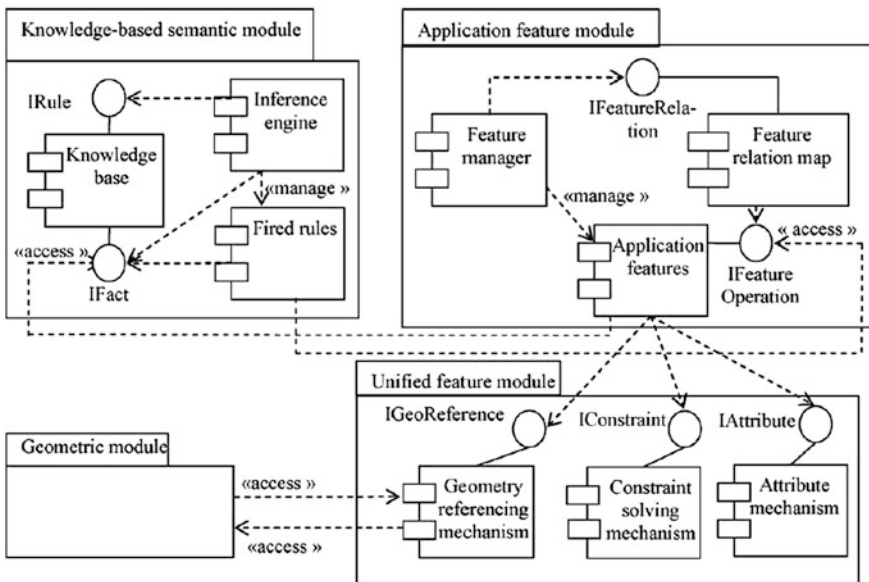 Knowledge-based semantic module
IRule
Inference
engine
Knowledge
base
«manage »
Fired rules
«access »
IFact
Application feature module
IFeatureRela-
tion
Feature
manager
Feature
relation map
«manage »
Application
features
« access »
IFeature
Operation
Unified feature module
IGeoReference
IConstraint
IAttribute
Geometry
referencing
mechanism
Constraint
solving
mechanism
Attribute
mechanism
Geometric module
«access »
«access »